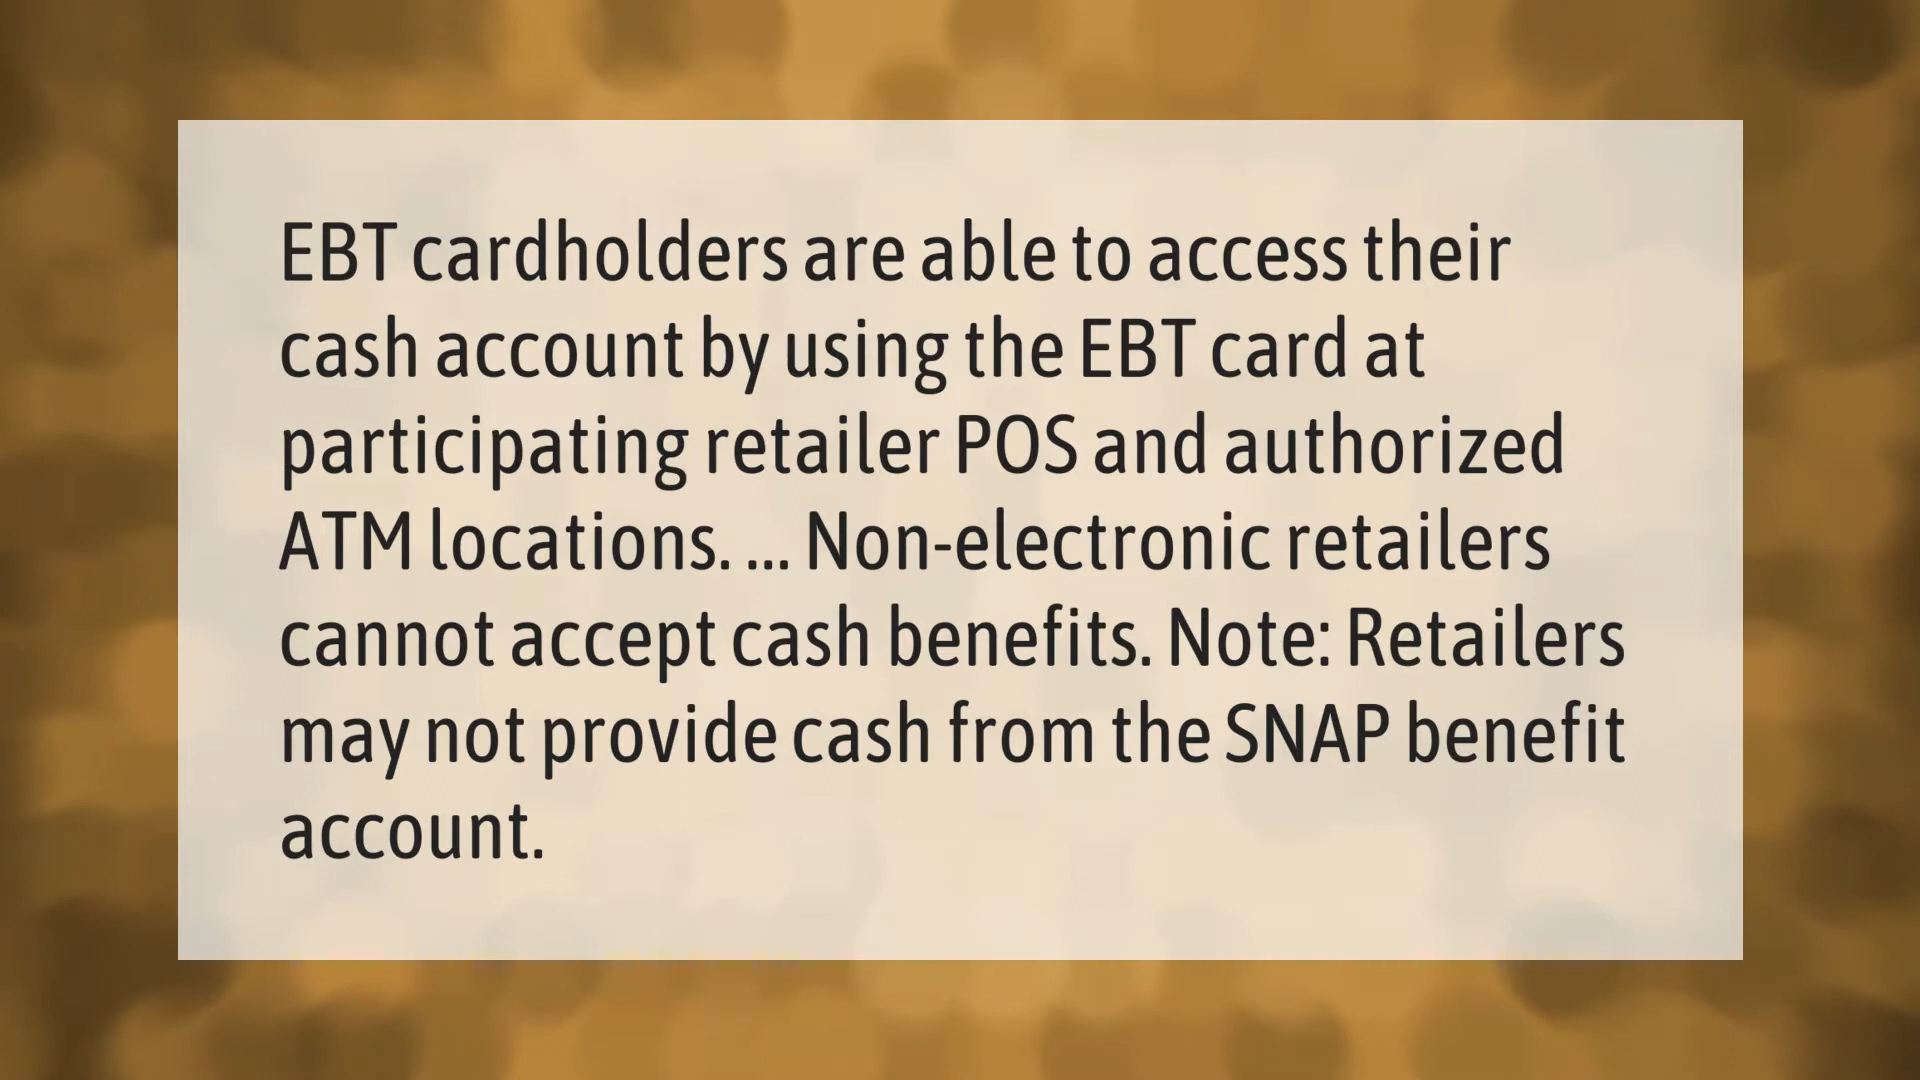 EBT cardholders are able to access their
cash account by using the EBT card at
participating retailer POS and authorized
ATM locations. ... Non-electronic retailers
cannot accept cash benefits. Note: Retailers
may not provide cash from the SNAP benefit
account.